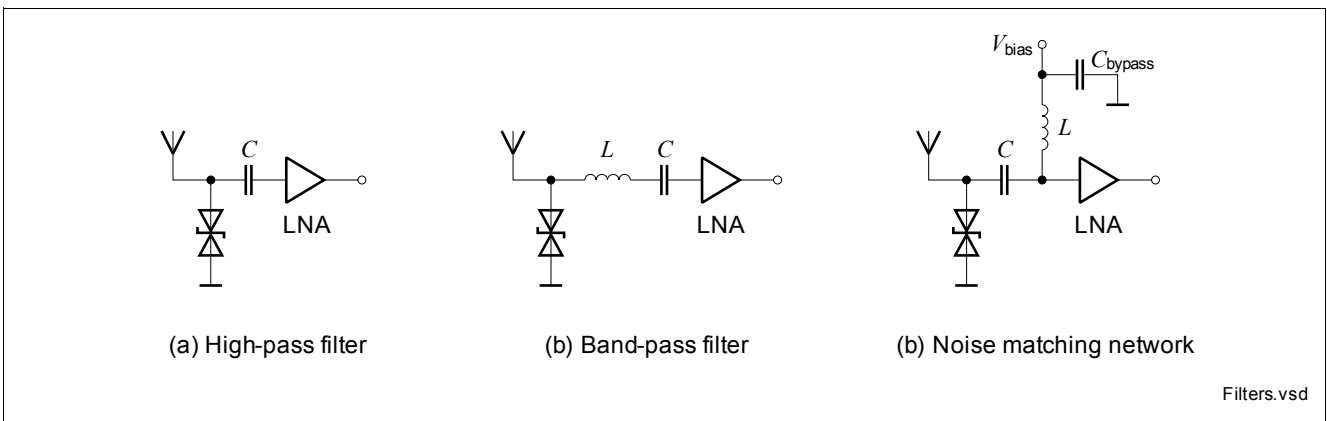 Vbias
Cbypass
C
L
C
C
L
LNA
LNA
LNA
(a) High-pass filter
(b) Band-pass filter
(b) Noise matching network
Filters.vsd